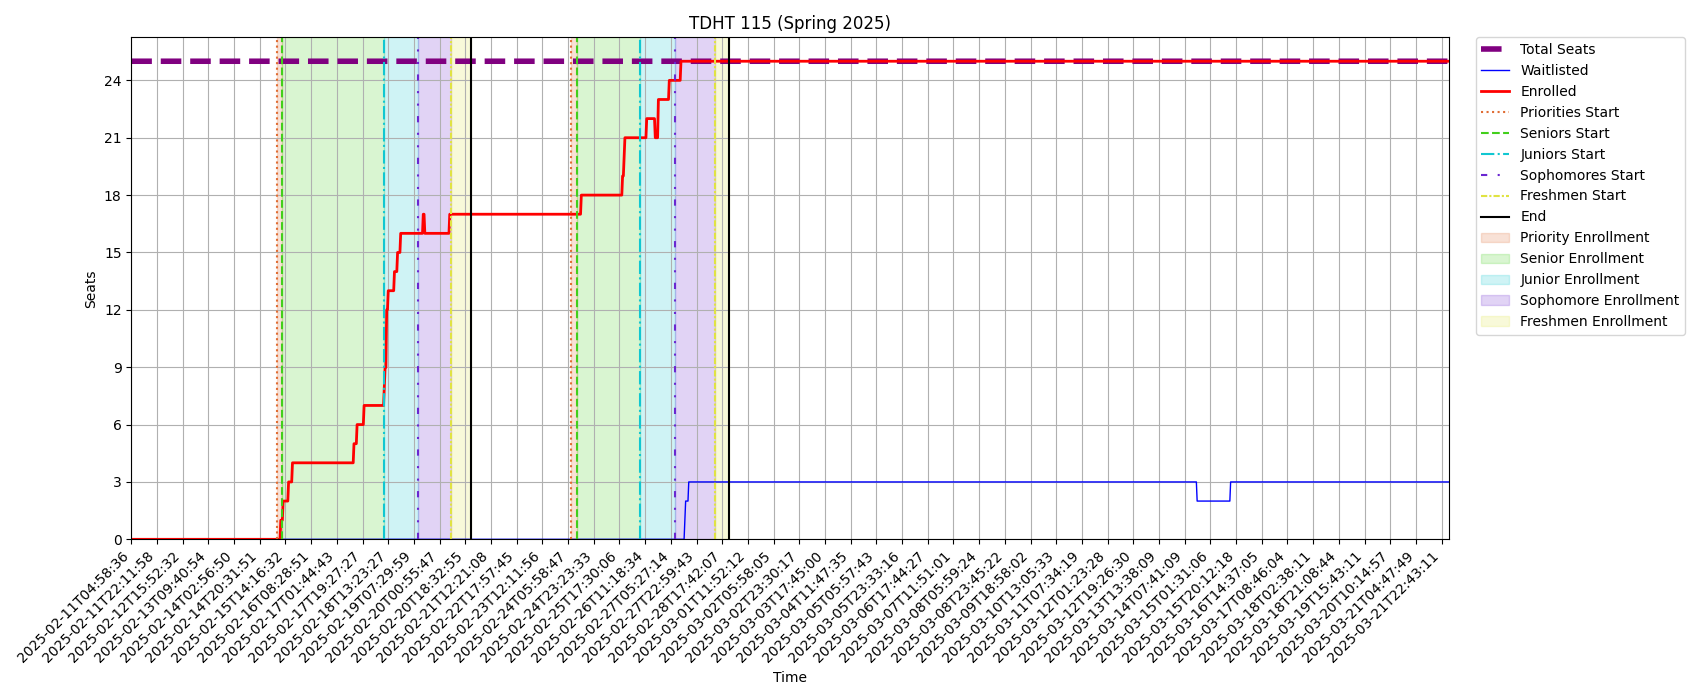 TDHT 115 (Spring 2025)
Total Seats
Waitlisted
Enrolled
Priorities Start
Seniors Start
Juniors Start
Sophomores Start
Freshmen Start
End
Priority Enrollment
Senior Enrollment
Junior Enrollment
Sophomore Enrollment
Freshmen Enrollment
Seats
24
21
18
15
12
9
6
3
0
2025-02-11T04:58:36
2025-02-11T22:11:58
2025-02-12T15:52:32
2025-02-13T09:40:54
2025-02-14T02:56:50
2025-02-14T20:31:51
2025-02-15T14:16:32
2025-02-16T08:28:51
2025-02-17T01:44:43
2025-02-17T19:27:27
2025-02-18T13:23:27
2025-02-19T07:29:59
2025-02-20T00:55:47
2025-02-20T18:32:55
2025-02-21T12:21:08
2025-02-22T17:57:45
2025-02-23T12:11:56
2025-02-24T05:58:47
2025-02-24T23:23:33
2025-02-25T17:30:06
2025-02-26T11:18:34
2025-02-27T05:27:14
2025-02-27T22:59:43
2025-02-28T17:42:07
2025-03-01T11:52:12
2025-03-02T05:58:05
2025-03-02T23:30:17
2025-03-03T17:45:00
2025-03-04T11:47:35
2025-03-05T05:57:43
2025-03-05T23:33:16
2025-03-06T17:44:27
2025-03-07T11:51:01
2025-03-08T05:59:24
2025-03-08T23:45:22
2025-03-09T18:58:02
2025-03-10T13:05:33
2025-03-11T07:34:19
2025-03-12T01:23:28
2025-03-12T19:26:30
2025-03-13T13:38:09
2025-03-14T07:41:09
2025-03-15T01:31:06
2025-03-15T20:12:18
2025-03-16T14:37:05
2025-03-17T08:46:04
2025-03-18T02:38:11
2025-03-18T21:08:44
2025-03-19T15:43:11
2025-03-20T10:14:57
2025-03-21T04:47:49
2025-03-21T22:43:11
Time